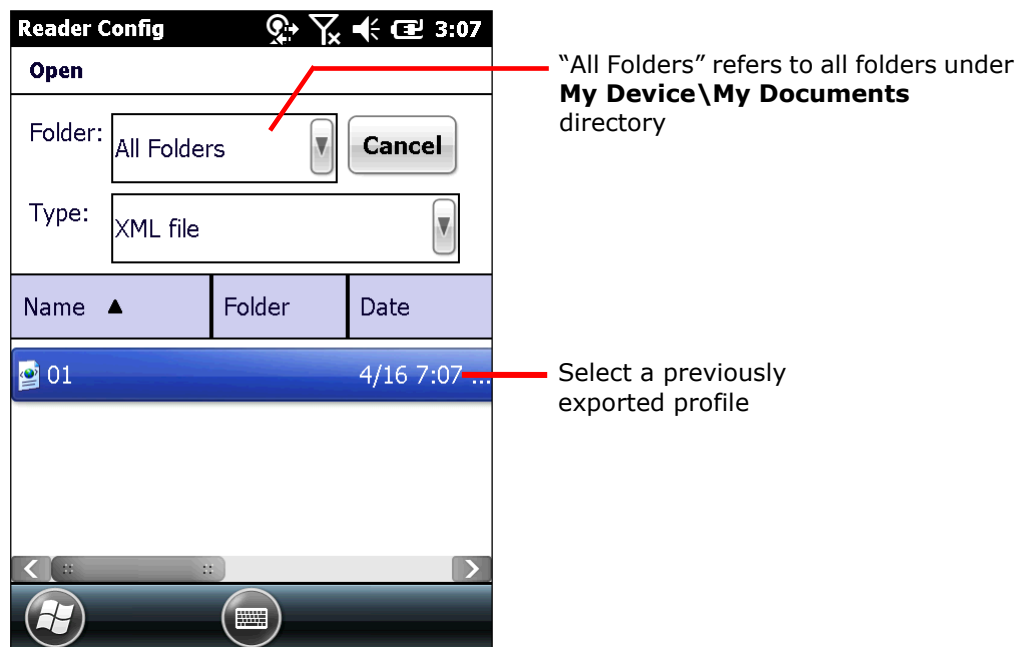 Reader Config 3:07
Open
Folder: All Folders Cancel
Type: XML file
Name ▲ Folder Date
01 4/16 7:07 ...
“All Folders” refers to all folders under
My Device\My Documents
directory
Select a previously
exported profile